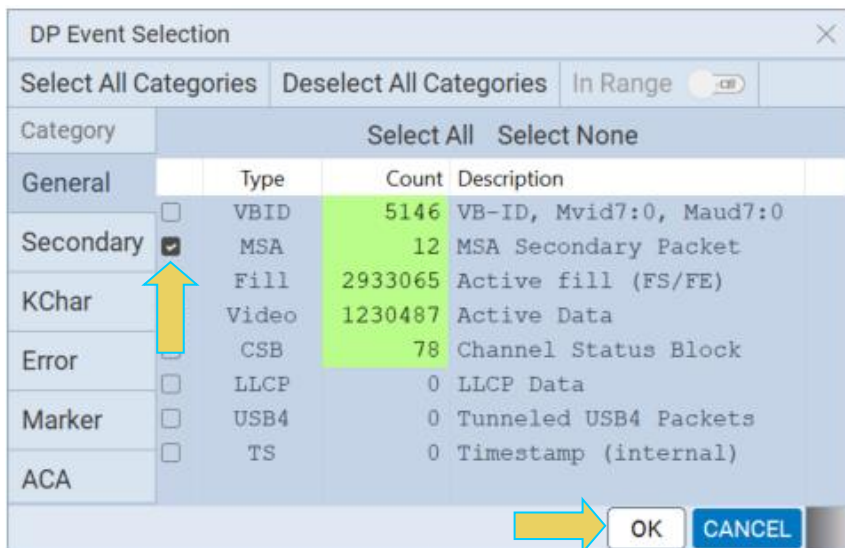 DP Event Selection
Select All Categories Deselect All Categories In Range Off
Category Select All Select None
General Type Count Description
VBID 5146 VB-ID, Mvid7:0, Maud7:0
Secondary MSA 12 MSA Secondary Packet
Fill 2933065 Active fill (FS/FE)
KChar Video 1230487 Active Data
Error CSB 78 Channel Status Block
LLCP 0 LLCP Data
Marker USB4 0 Tunneled USB4 Packets
TS 0 Timestamp (internal)
ACA
OK CANCEL